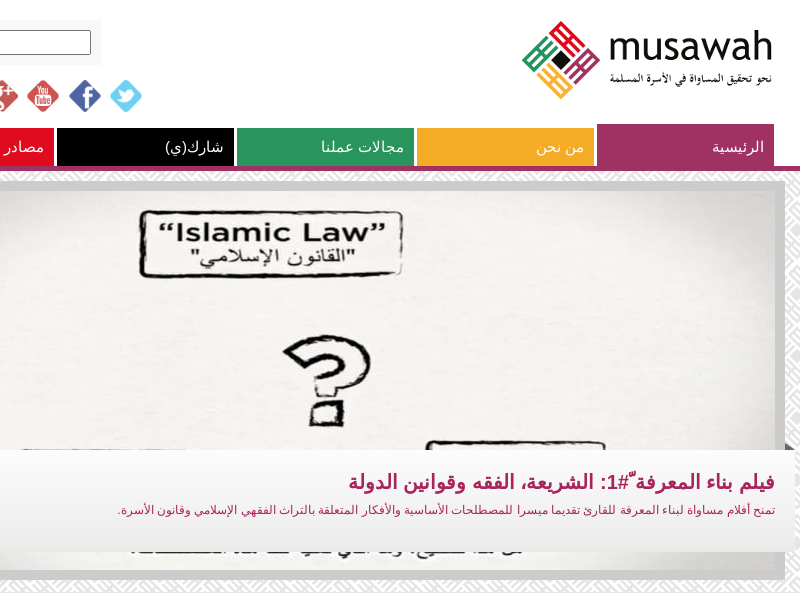 musawah
نحو تحقيق المساواة في الأسرة المسلمة
الرئيسية
من نحن
مجالات عملنا
شارك(ي)
مصادر
“Islamic Law”
"القانون الإسلامي"
?
فيلم بناء المعرفة ّ#1: الشريعة، الفقه وقوانين الدولة
تمنح أفلام مساواة لبناء المعرفة للقارئ تقديما ميسرا للمصطلحات الأساسية والأفكار المتعلقة بالتراث الفقهي الإسلامي وقانون الأسرة.